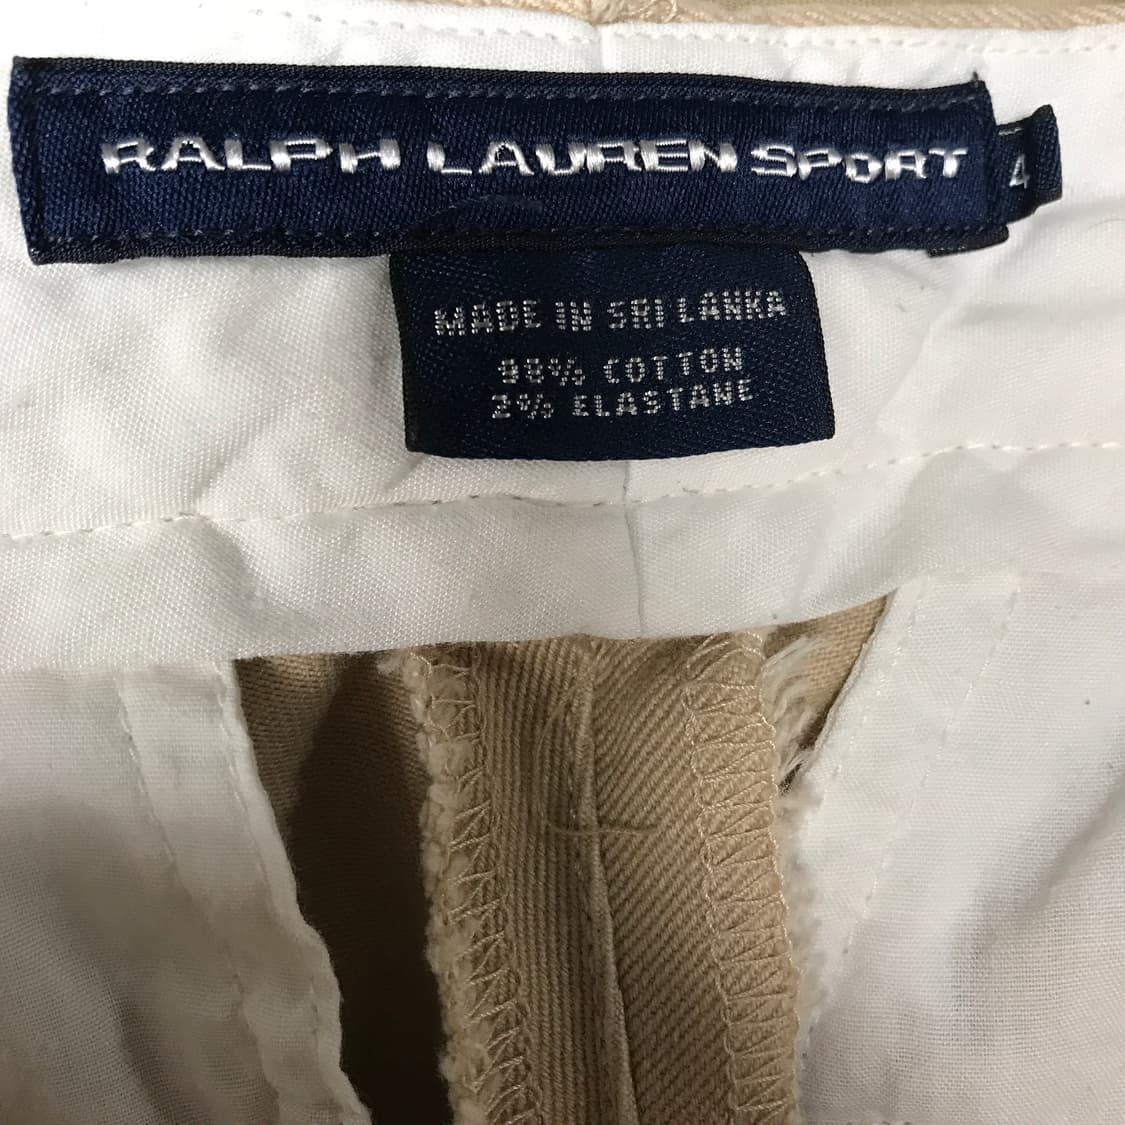 RALPH LAUREN SPORT
4
MADE IN SRI LANKA
98% COTTON
2% ELASTANE